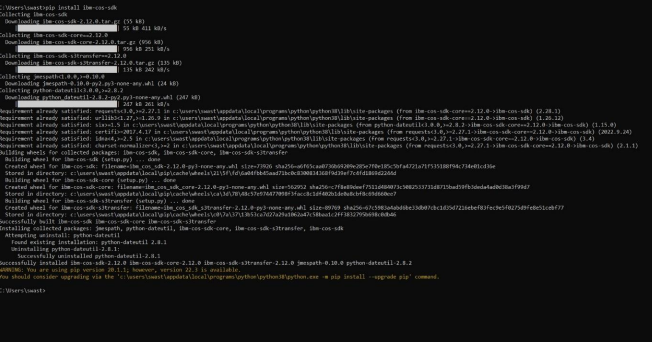 C:\Users\swast>pip install ibm-cos-sdk
Collecting ibm-cos-sdk
Downloading ibm-cos-sdk-2.12.0.tar.gz (55 kB)
55 kB 411 kB/s
Collecting ibm-cos-sdk-core==2.12.0
Downloading ibm-cos-sdk-core-2.12.0.tar.gz (956 kB)
956 kB 251 kB/s
Collecting ibm-cos-sdk-s3transfer==2.12.0
Downloading ibm-cos-sdk-s3transfer-2.12.0.tar.gz (135 kB)
135 kB 242 kB/s
Collecting jmespath<1.0.0,>=0.10.0
Downloading jmespath-0.10.0-py2.py3-none-any.whl (24 kB)
Collecting python-dateutil<3.0.0,>=2.8.2
Downloading python_dateutil-2.8.2-py2.py3-none-any.whl (247 kB)
247 kB 261 kB/s
Requirement already satisfied: requests<3.0,>=2.27.1 in c:\users\swast\appdata\local\programs\python\python38\lib\site-packages (from ibm-cos-sdk-core==2.12.0->ibm-cos-sdk) (2.28.1)
Requirement already satisfied: urllib3<1.27,>=1.26.9 in c:\users\swast\appdata\local\programs\python\python38\lib\site-packages (from ibm-cos-sdk-core==2.12.0->ibm-cos-sdk) (1.26.12)
Requirement already satisfied: six>=1.5 in c:\users\swast\appdata\local\programs\python\python38\lib\site-packages (from python-dateutil<3.0.0,>=2.8.2->ibm-cos-sdk-core==2.12.0->ibm-cos-sdk) (1.15.0)
Requirement already satisfied: certifi>=2017.4.17 in c:\users\swast\appdata\local\programs\python\python38\lib\site-packages (from requests<3.0,>=2.27.1->ibm-cos-sdk-core==2.12.0->ibm-cos-sdk) (2022.9.24)
Requirement already satisfied: idna<4,>=2.5 in c:\users\swast\appdata\local\programs\python\python38\lib\site-packages (from requests<3.0,>=2.27.1->ibm-cos-sdk-core==2.12.0->ibm-cos-sdk) (3.4)
Requirement already satisfied: charset-normalizer<3,>=2 in c:\users\swast\appdata\local\programs\python\python38\lib\site-packages (from requests<3.0,>=2.27.1->ibm-cos-sdk-core==2.12.0->ibm-cos-sdk) (2.1.1)
Building wheels for collected packages: ibm-cos-sdk, ibm-cos-sdk-core, ibm-cos-sdk-s3transfer
Building wheel for ibm-cos-sdk (setup.py) ... done
Created wheel for ibm-cos-sdk: filename=ibm_cos_sdk-2.12.0-py3-none-any.whl size=73926
Stored in directory: c:\users\swast\appdata\local\pip\cache\wheels\
Building wheel for ibm-cos-sdk-core (setup.py) ... done
Created wheel for ibm-cos-sdk-core: filename=ibm_cos_sdk_core-2.12.0-py3-none-any.whl size=562952
Stored in directory: c:\users\swast\appdata\local\pip\cache\wheels\
Building wheel for ibm-cos-sdk-s3transfer (setup.py) ... done
Created wheel for ibm-cos-sdk-s3transfer: filename=ibm_cos_sdk_s3transfer-2.12.0-py3-none-any.whl size=89769
Stored in directory: c:\users\swast\appdata\local\pip\cache\wheels\
Successfully built ibm-cos-sdk ibm-cos-sdk-core ibm-cos-sdk-s3transfer
Installing collected packages: jmespath, python-dateutil, ibm-cos-sdk-core, ibm-cos-sdk-s3transfer, ibm-cos-sdk
Attempting uninstall: python-dateutil
Found existing installation: python-dateutil 2.8.1
Uninstalling python-dateutil-2.8.1:
Successfully uninstalled python-dateutil-2.8.1
Successfully installed ibm-cos-sdk-2.12.0 ibm-cos-sdk-core-2.12.0 ibm-cos-sdk-s3transfer-2.12.0 jmespath-0.10.0 python-dateutil-2.8.2
WARNING: You are using pip version 20.1.1; however, version 22.3 is available.
You should consider upgrading via the 'c:\users\swast\appdata\local\programs\python\python38\python.exe -m pip install --upgrade pip' command.
C:\Users\swast>